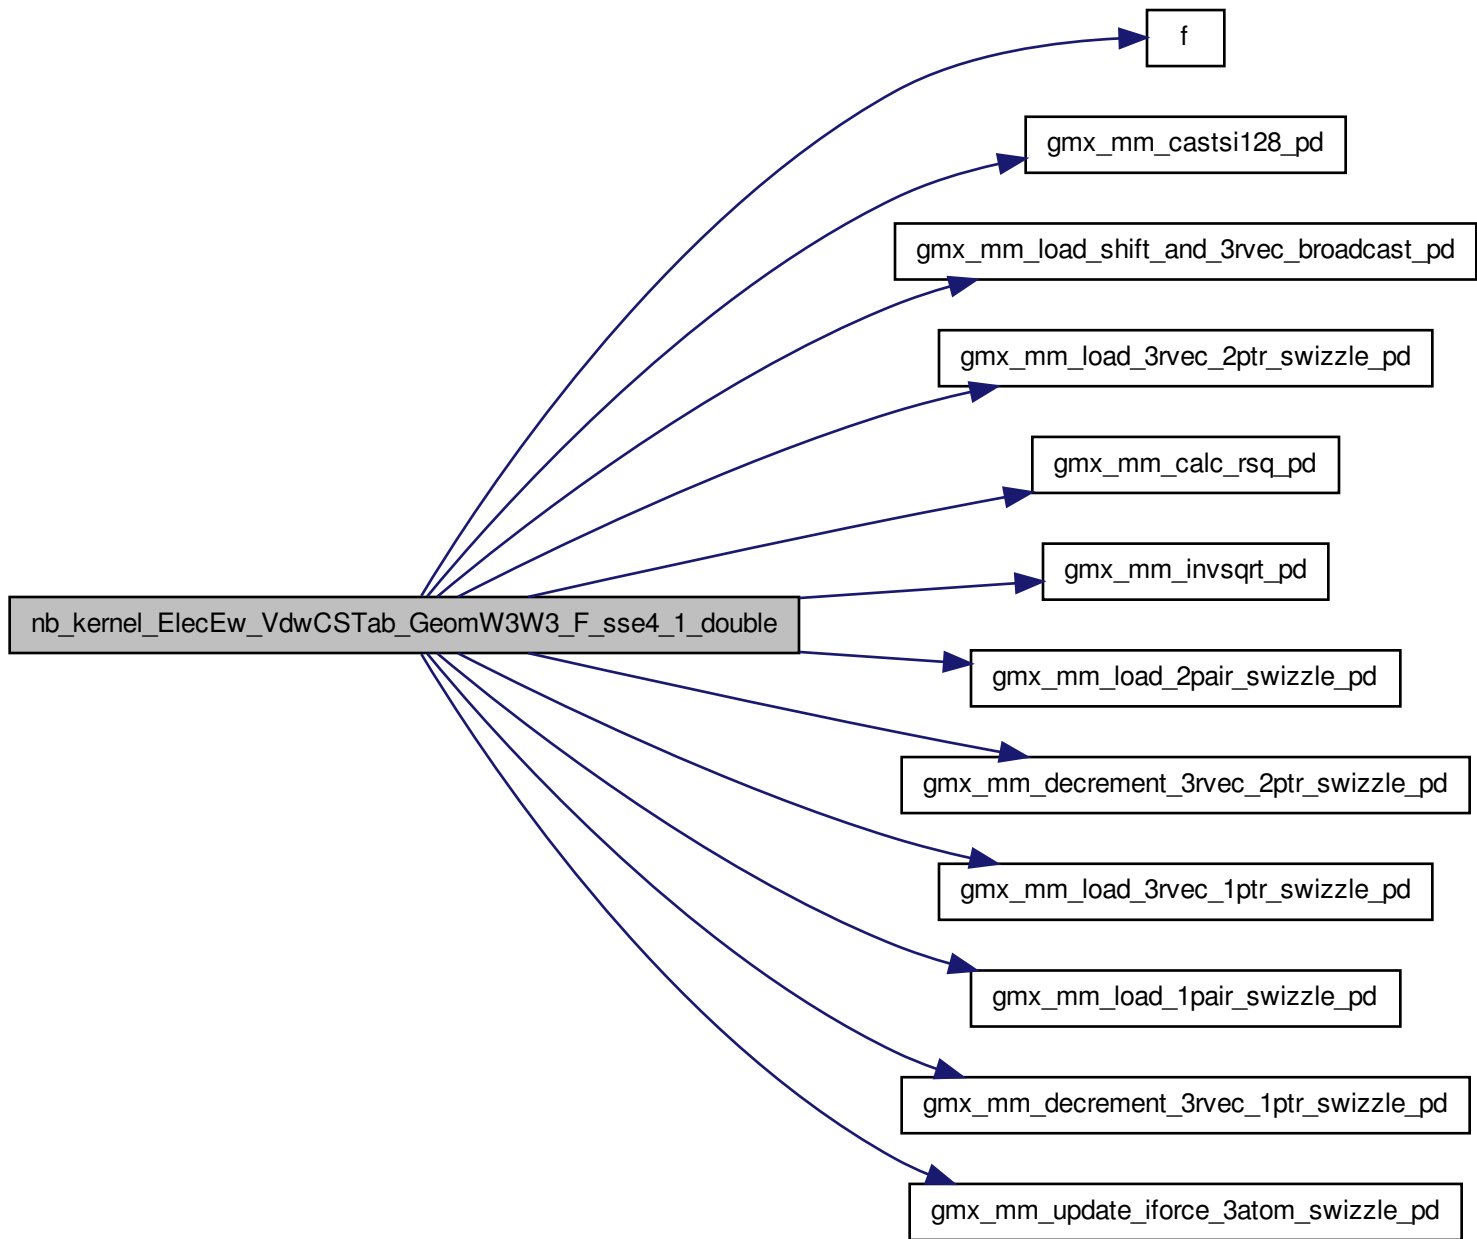 f
gmx_mm_castsi128_pd
gmx_mm_load_shift_and_3rvec_broadcast_pd
gmx_mm_load_3rvec_2ptr_swizzle_pd
gmx_mm_calc_rsq_pd
gmx_mm_invsqrt_pd
nb_kernel_ElecEw_VdwCSTab_GeomW3W3_F_sse4_1_double
gmx_mm_load_2pair_swizzle_pd
gmx_mm_decrement_3rvec_2ptr_swizzle_pd
gmx_mm_load_3rvec_1ptr_swizzle_pd
gmx_mm_load_1pair_swizzle_pd
gmx_mm_decrement_3rvec_1ptr_swizzle_pd
gmx_mm_update_iforce_3atom_swizzle_pd